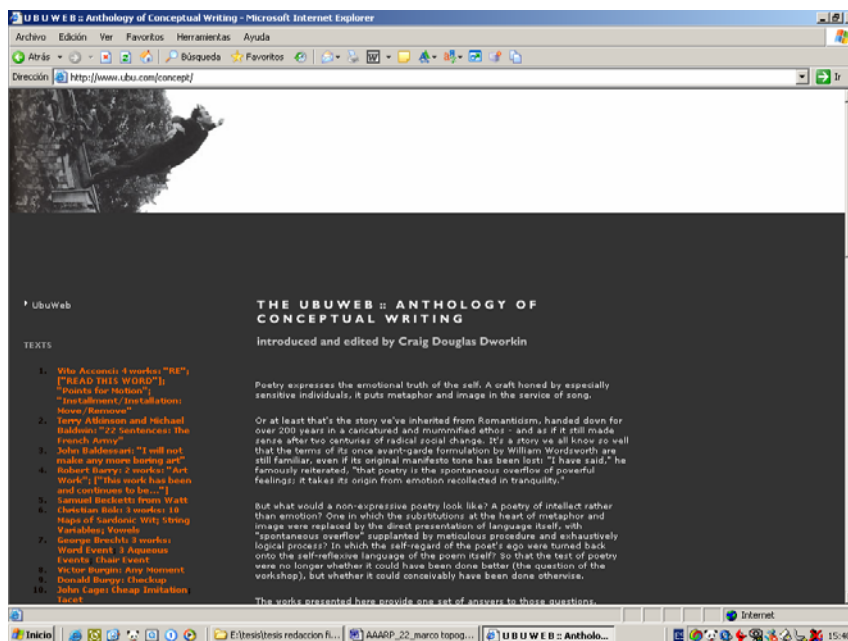 UBUWEB :: Anthology of Conceptual Writing - Microsoft Internet Explorer
Archivo Edición Ver Favoritos Herramientas Ayuda
Atrás Búsqueda Favoritos
Dirección http://www.ubu.com/concept/ Ir
UbuWeb
TEXTS
1. Vito Acconci: 4 works: "RE";
["READ THIS WORD"];
"Points for Motion";
"Installment/Installation:
Move/Remove"
2. Terry Atkinson and Michael
Baldwin: "22 Sentences: The
French Army"
3. John Baldessari: "I will not
make any more boring art"
4. Robert Barry: 2 works: "Art
Work"; ["This work has been
and continues to be..."]
5. Samuel Beckett: from Watt
6. Christian Bök: 3 works: 10
Maps of Sardonic Wit; String
Variables; Vowels
7. George Brecht: 3 works:
Word Event; 3 Aqueous
Events; Chair Event
8. Victor Burgin: Any Moment
9. Donald Burgy: Checkup
10. John Cage: Cheap Imitation;
Tacet
THE UBUWEB :: ANTHOLOGY OF
CONCEPTUAL WRITING
introduced and edited by Craig Douglas Dworkin
Poetry expresses the emotional truth of the self. A craft honed by especially
sensitive individuals, it puts metaphor and image in the service of song.
Or at least that's the story we've inherited from Romanticism, handed down for
over 200 years in a caricatured and mummified ethos - and as if it still made
sense after two centuries of radical social change. It's a story we all know so well
that the terms of its once avant-garde formulation by William Wordsworth are
still familiar, even if its original manifesto tone has been lost: "I have said," he
famously reiterated, "that poetry is the spontaneous overflow of powerful
feelings; it takes its origin from emotion recollected in tranquility."
But what would a non-expressive poetry look like? A poetry of intellect rather
than emotion? One in which the substitutions at the heart of metaphor and
image were replaced by the direct presentation of language itself, with
"spontaneous overflow" supplanted by meticulous procedure and exhaustively
logical process? In which the self-regard of the poet's ego were turned back
onto the self-reflexive language of the poem itself? So that the test of poetry
were no longer whether it could have been done better (the question of the
workshop), but whether it could conceivably have been done otherwise.
The works presented here provide one set of answers to those questions.
Internet
Inicio E:\tesis\tesis redaccion fi... AAARP_22_marco topog... UBUWEB :: Antholo...